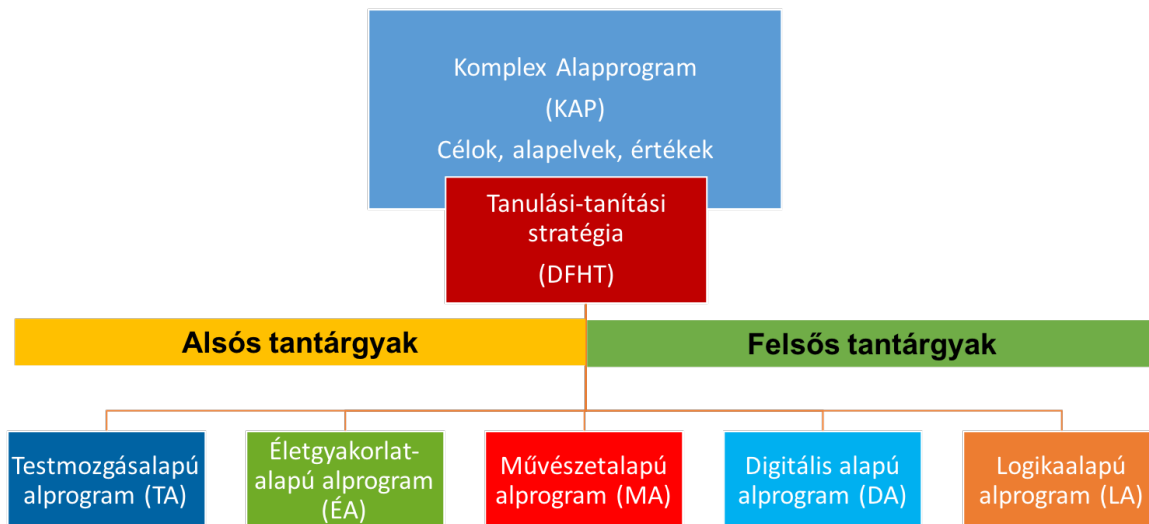 Komplex Alapprogram
(KAP)
Célok, alapelvek, értékek
Tanulási-tanítási
stratégia
(DFHT)
Alsós tantárgyak
Felsős tantárgyak
Testmozgásalapú
alprogram (TA)
Életgyakorlat-
alapú alprogram
(ÉA)
Művészetalapú
alprogram (MA)
Digitális alapú
alprogram (DA)
Logikaalapú
alprogram (LA)